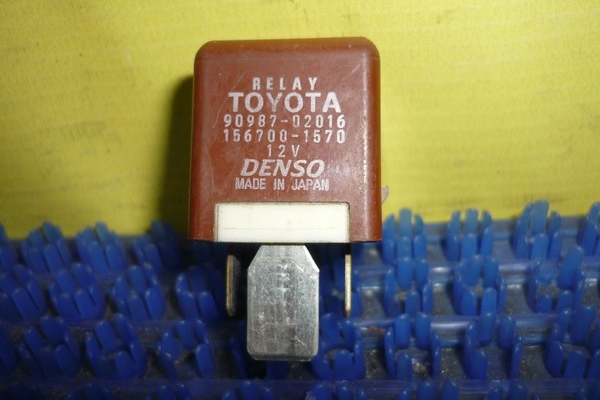 RELAY
TOYOTA
90987-02016
156700-1570
12V
DENSO
MADE IN JAPAN